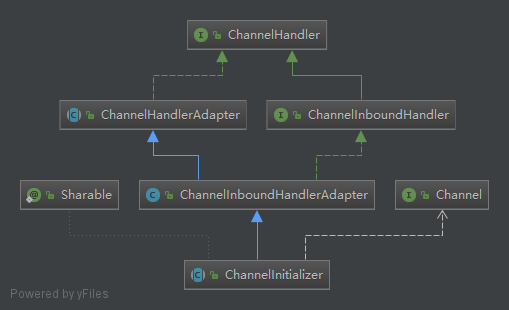 ChannelHandler
ChannelHandlerAdapter
ChannelInboundHandler
Sharable
ChannelInboundHandlerAdapter
Channel
ChannelInitializer
Powered by yFiles